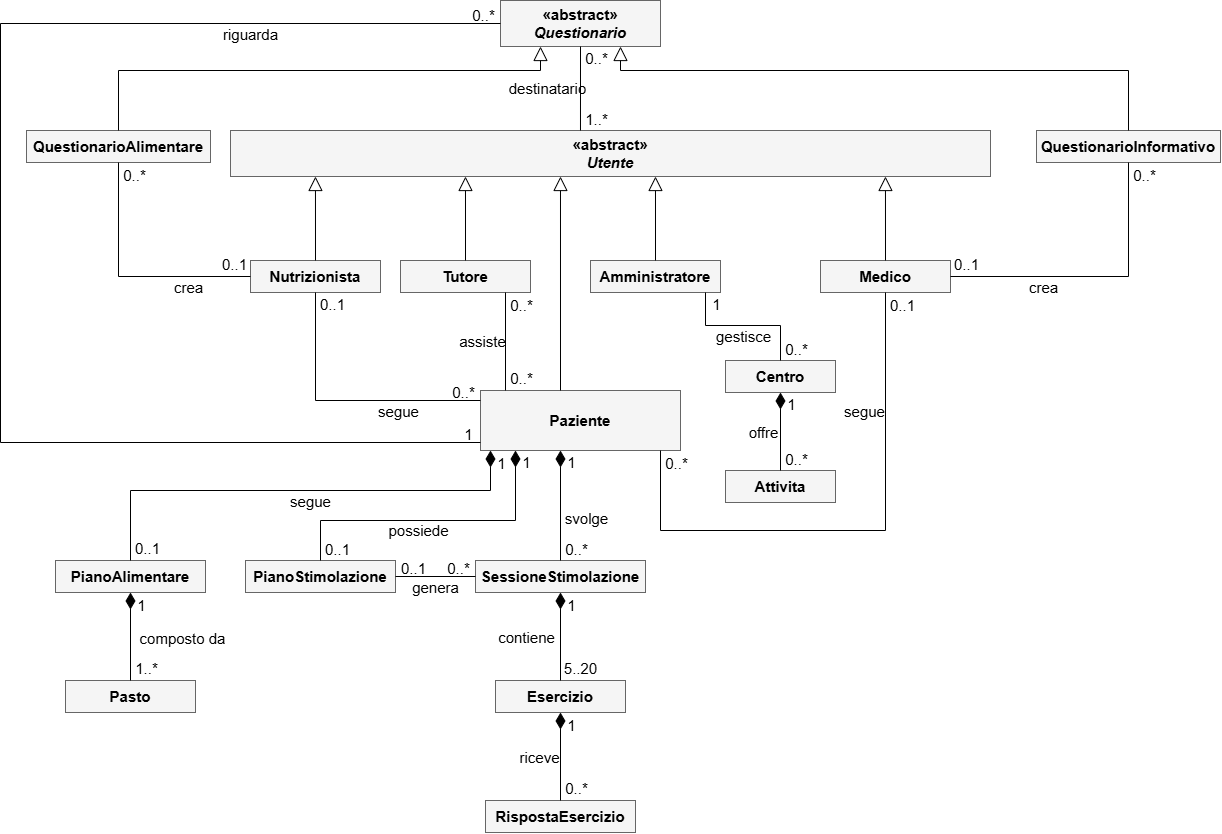 0..*
«abstract»
Questionario
riguarda
0..*
destinatario
1..*
QuestionarioAlimentare
«abstract»
Utente
QuestionarioInformativo
0..*
0..*
0..1
Nutrizionista
Tutore
Amministratore
Medico
0..1
crea
crea
0..1
0..*
1
0..1
assiste
gestisce
0..*
0..*
Centro
0..*
segue
1
segue
Paziente
offre
1
0..*
0..*
1
1
1
Attivita
segue
possiede
svolge
0..1
0..1
0..*
PianoAlimentare
PianoStimolazione
0..1
0..*
SessioneStimolazione
genera
1
1
composto da
contiene
1..*
5..20
Pasto
Esercizio
1
riceve
0..*
RispostaEsercizio